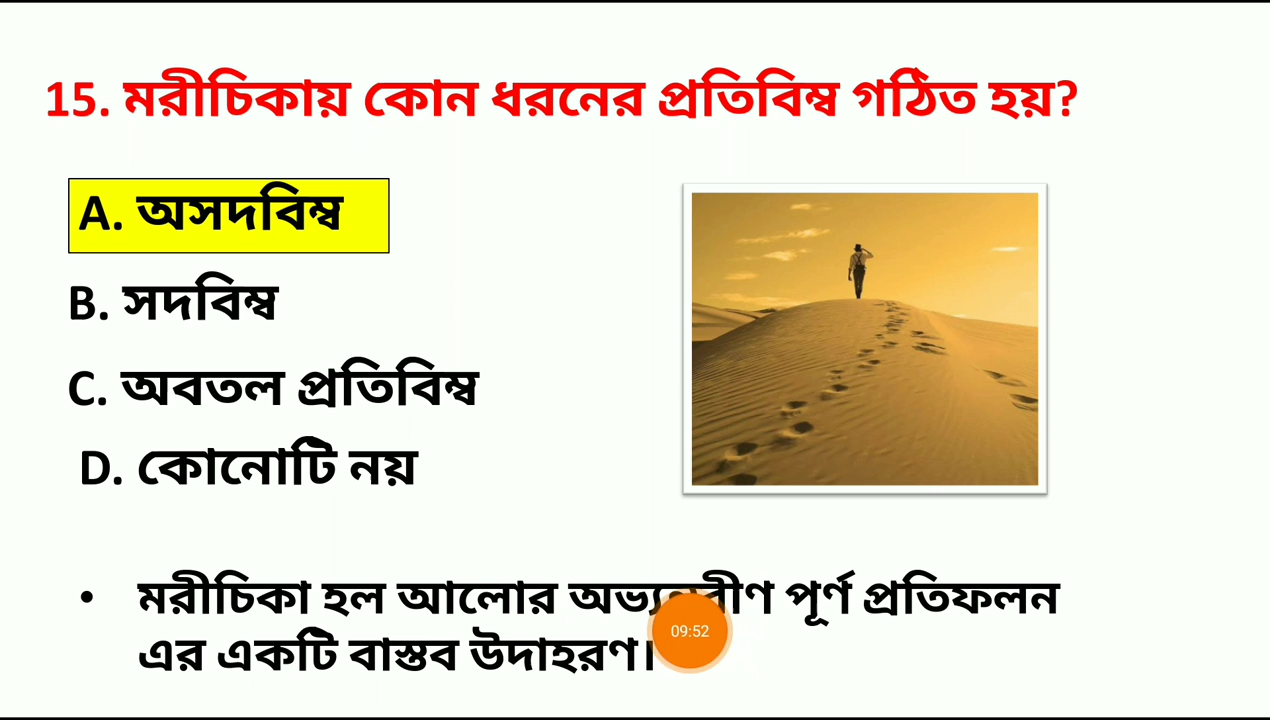 15. মরীচিকায় কোন ধরনের প্রতিবিম্ব গঠিত হয়?
A. অসদবিম্ব
B. সদবিম্ব
C. অবতল প্রতিবিম্ব
D. কোনোটি নয়
• মরীচিকা হল আলোর পূর্ণ প্রতিফলন
এর একটি বাস্তব উদাহরণ।
09:52